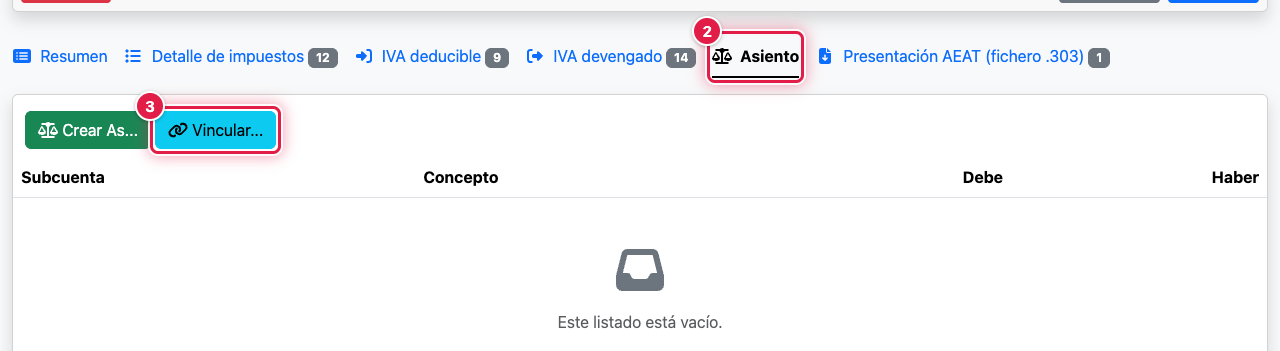 2
Resumen Detalle de impuestos 12 IVA deducible 9 IVA devengado 14 Asiento Presentación AEAT (fichero .303) 1
3
Crear As... Vincular...
Subcuenta Concepto Debe Haber
Este listado está vacío.